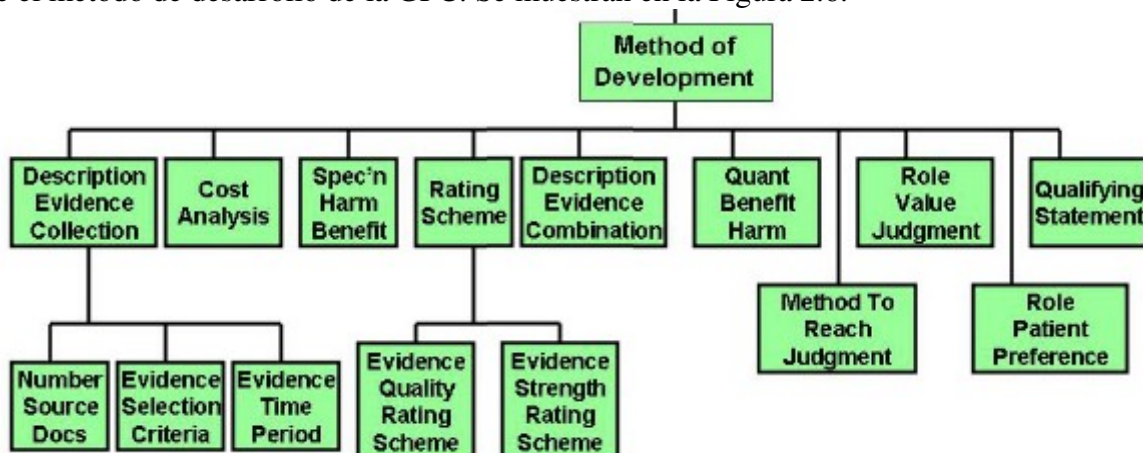 el método de desarrollo de la GPC. Se muestran en la Figura 2.6.
Method of
Development
Description
Evidence
Collection
Cost
Analysis
Spec'n
Harm
Benefit
Rating
Scheme
Description
Evidence
Combination
Quant
Benefit
Harm
Role
Value
Judgment
Qualifying
Statement
Method To
Reach
Judgment
Role
Patient
Preference
Number
Source
Docs
Evidence
Selection
Criteria
Evidence
Time
Period
Evidence
Quality
Rating
Scheme
Evidence
Strength
Rating
Scheme